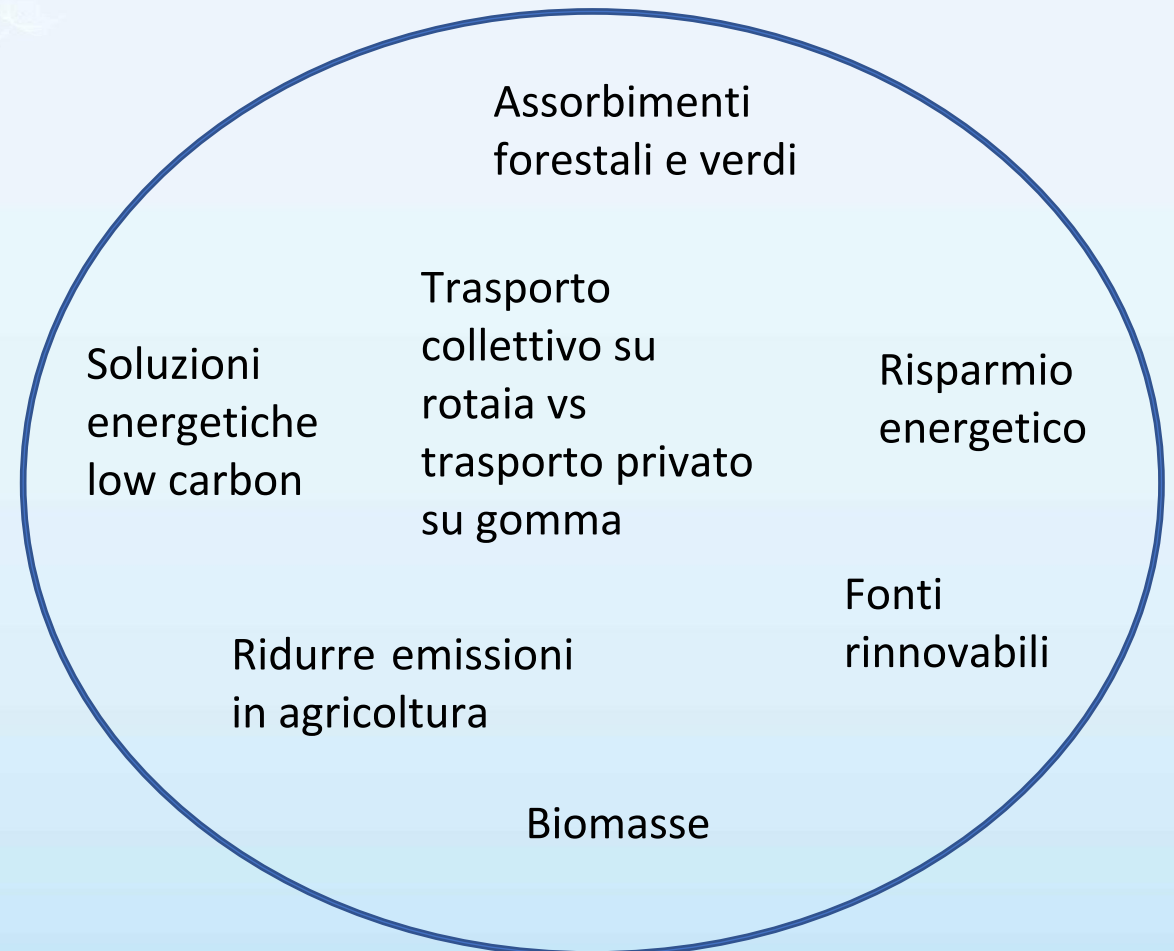 Assorbimenti
forestali e verdi
Trasporto
collettivo su
rotaia vs
trasporto privato
su gomma
Soluzioni
energetiche
low carbon
Risparmio
energetico
Fonti
rinnovabili
Ridurre emissioni
in agricoltura
Biomasse